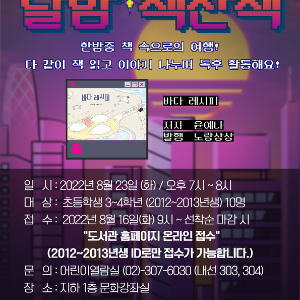 달밤 책산책
한밤중 책 속으로의 여행!
다 같이 책 읽고 이야기 나누며 독후 활동해요!
바다 레시피
바다 레시피
저자 윤예나
발행 노란상상
일 시 : 2022년 8월 23일 (화) / 오후 7시 ~ 8시
대 상 : 초등학생 3~4학년 (2012~2013년생) 10명
접 수 : 2022년 8월 16일(화) 9시 ~ 선착순 마감 시
"도서관 홈페이지 온라인 접수"
(2012~2013년생 ID로만 접수가 가능합니다.)
문 의 : 어린이열람실 (02)-307-6030 (내선 303, 304)
장 소 : 지하 1층 문화강좌실